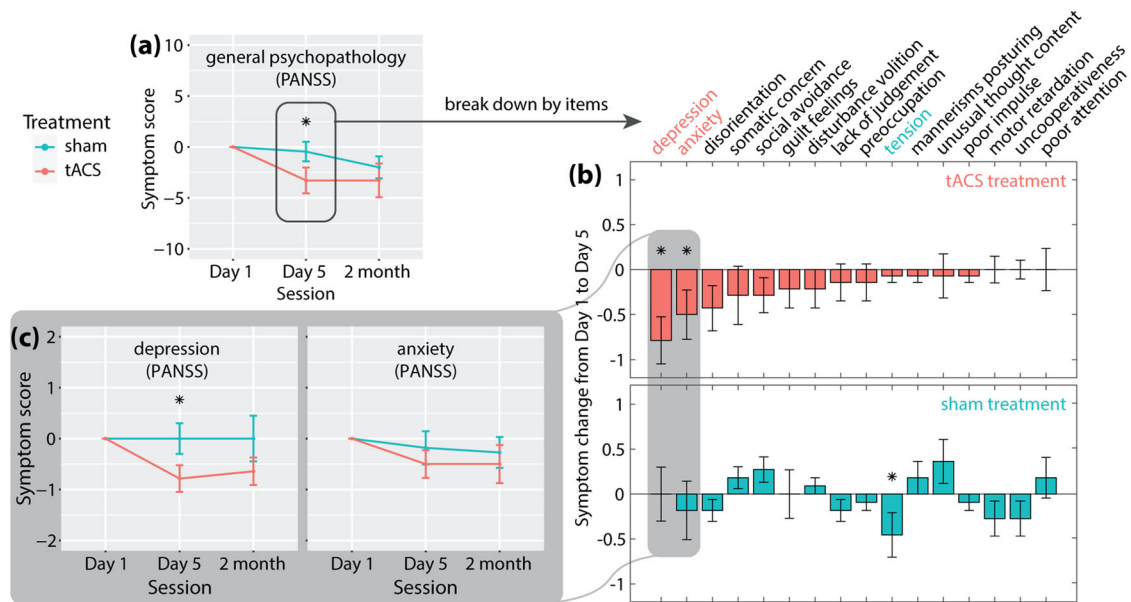 (a)
general psychopathology
(PANSS)
*
10
5
0
−5
−10
Symptom score
Day 1 Day 5 2 month
Session
Treatment
sham
tACS
break down by items
depression
anxiety
disorientation
somatic concern
social avoidance
guilt feelings
disturbance volition
lack of judgement
preoccupation
tension
mannerisms posturing
unusual thought content
poor impulse
motor retardation
uncooperativeness
poor attention
(b)
Symptom change from Day 1 to Day 5
tACS treatment
1
0.5
0
-0.5
-1
* *
sham treatment
1
0.5
0
-0.5
-1
*
(c)
Symptom score
2
1
0
−1
−2
depression
(PANSS)
*
Day 1 Day 5 2 month
Session
anxiety
(PANSS)
Day 1 Day 5 2 month
Session